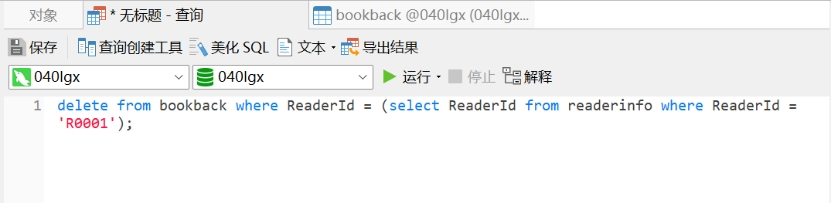 对象
* 无标题 - 查询
bookback @040lgx (040lgx...
保存
查询创建工具
美化 SQL
文本
导出结果
040lgx
040lgx
运行
停止
解释
1
delete from bookback where ReaderId = (select ReaderId from readerinfo where ReaderId =
'R0001');